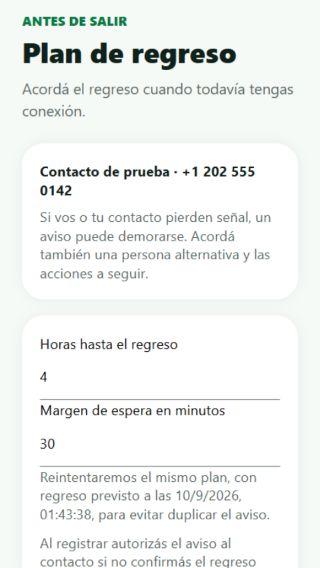 ANTES DE SALIR
Plan de regreso
Acordá el regreso cuando todavía tengas
conexión.
Contacto de prueba · +1 202 555
0142
Si vos o tu contacto pierden señal, un
aviso puede demorarse. Acordá
también una persona alternativa y las
acciones a seguir.
Horas hasta el regreso
4
Margen de espera en minutos
30
Reintentaremos el mismo plan, con
regreso previsto a las 10/9/2026,
01:43:38, para evitar duplicar el aviso.
Al registrar autorizás el aviso al
contacto si no confirmás el regreso